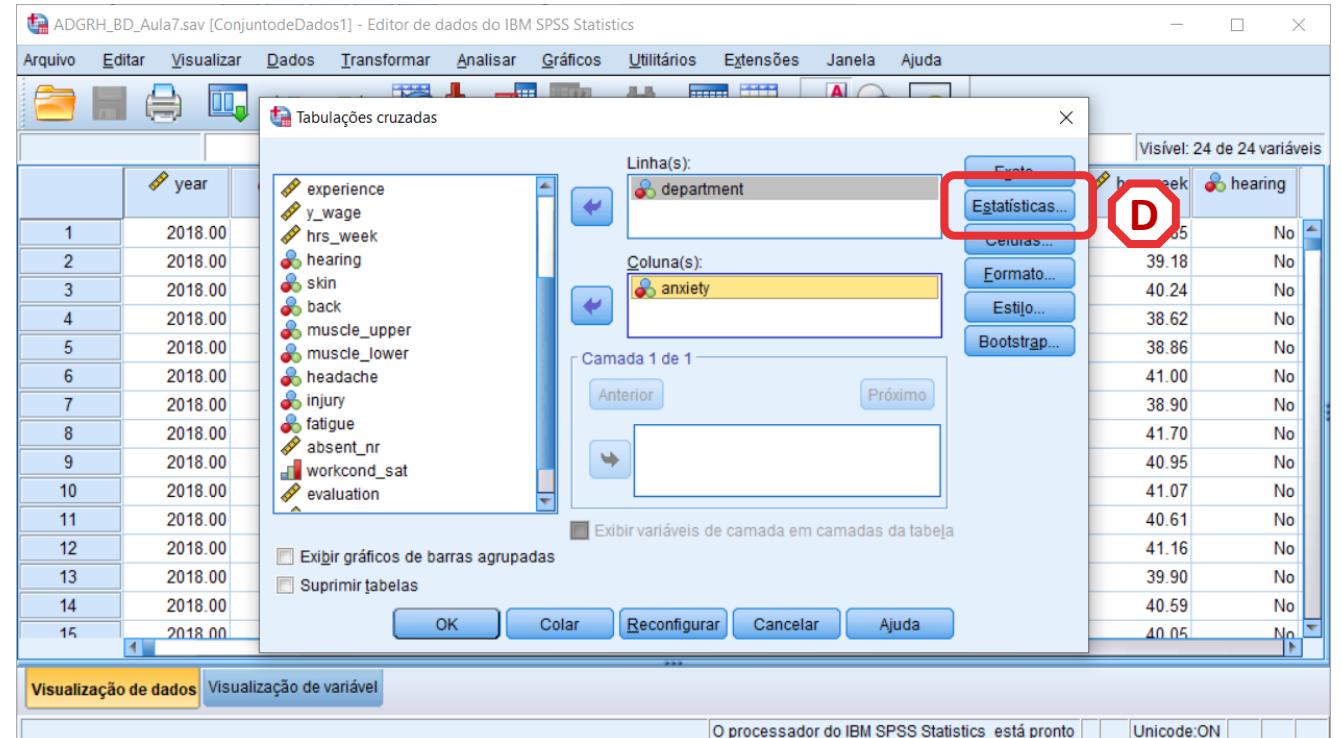 ADGRH_BD_Aula7.sav [ConjuntodeDados1] - Editor de dados do IBM SPSS Statistics
Arquivo Editar Visualizar Dados Transformar Analisar Gráficos Utilitários Extensões Janela Ajuda
Tabulações cruzadas
Visível: 24 de 24 variáveis
year
hearing
experience
y_wage
hrs_week
hearing
skin
back
muscle_upper
muscle_lower
headache
injury
fatigue
absent_nr
workcond_sat
evaluation
Linha(s):
department
Coluna(s):
anxiety
Camada 1 de 1
Anterior Próximo
Exibir variáveis de camada em camadas da tabela
Exato...
Estatísticas...
D
Células...
Formato...
Estilo...
Bootstrap...
Exibir gráficos de barras agrupadas
Suprimir tabelas
OK Colar Reconfigurar Cancelar Ajuda
1 2018.00 No
2 2018.00 39.18 No
3 2018.00 40.24 No
4 2018.00 38.62 No
5 2018.00 38.86 No
6 2018.00 41.00 No
7 2018.00 38.90 No
8 2018.00 41.70 No
9 2018.00 40.95 No
10 2018.00 41.07 No
11 2018.00 40.61 No
12 2018.00 41.16 No
13 2018.00 39.90 No
14 2018.00 40.59 No
15 2018.00 40.05 No
Visualização de dados Visualização de variável
O processador do IBM SPSS Statistics está pronto Unicode:ON